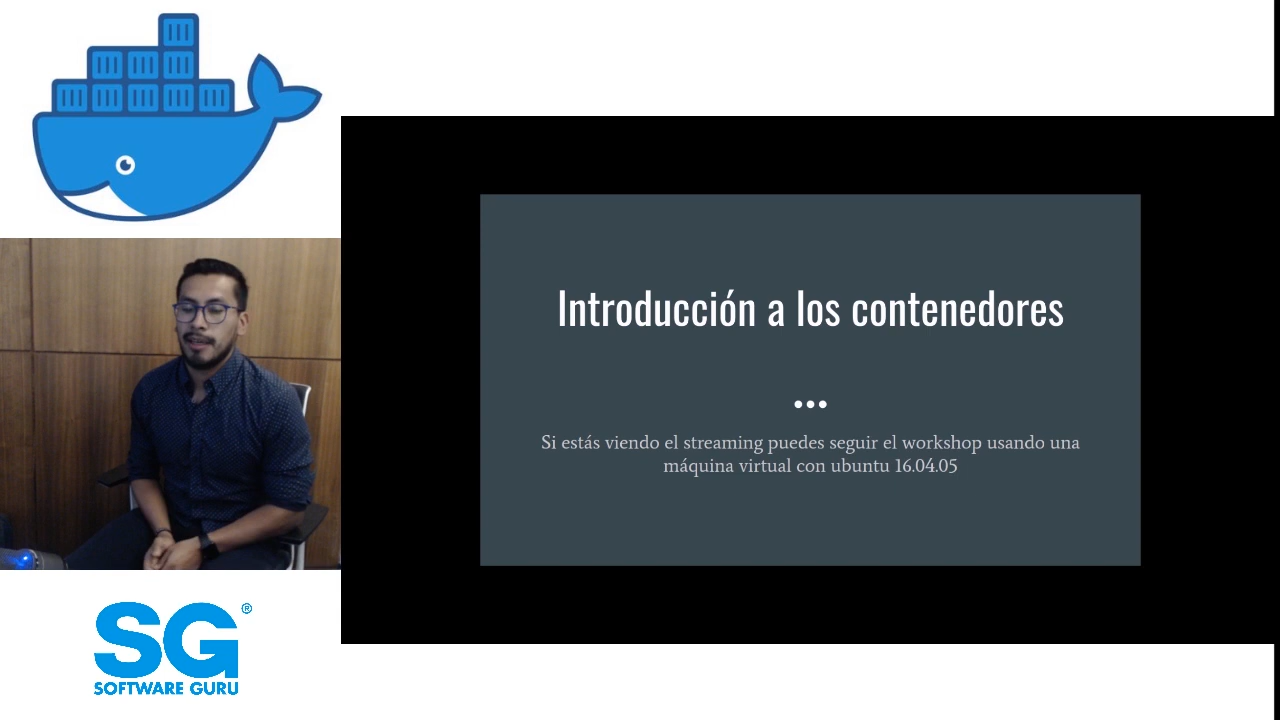 Introducción a los contenedores
Si estás viendo el streaming puedes seguir el workshop usando una
máquina virtual con ubuntu 16.04.05
SG®
SOFTWARE GURU